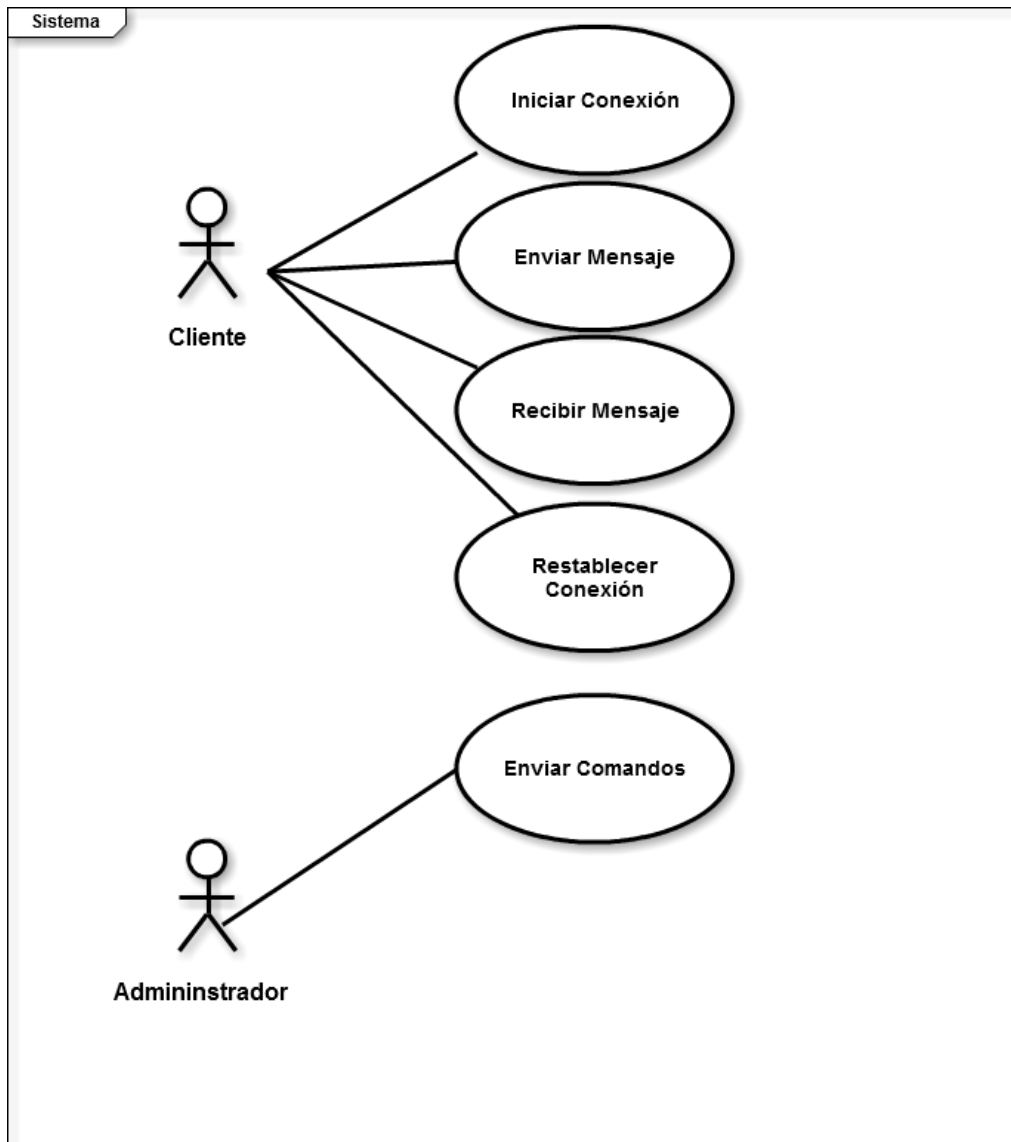 Sistema
Iniciar Conexión
Enviar Mensaje
Cliente
Recibir Mensaje
Restablecer
Conexión
Enviar Comandos
Admininstrador